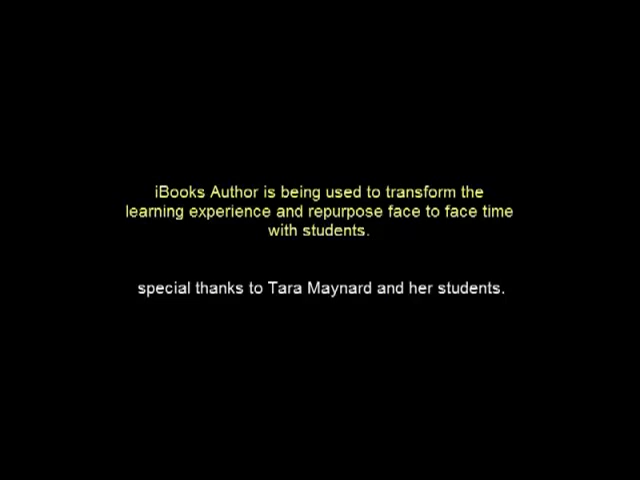 iBooks Author is being used to transform the
learning experience and repurpose face to face time
with students.
special thanks to Tara Maynard and her students.